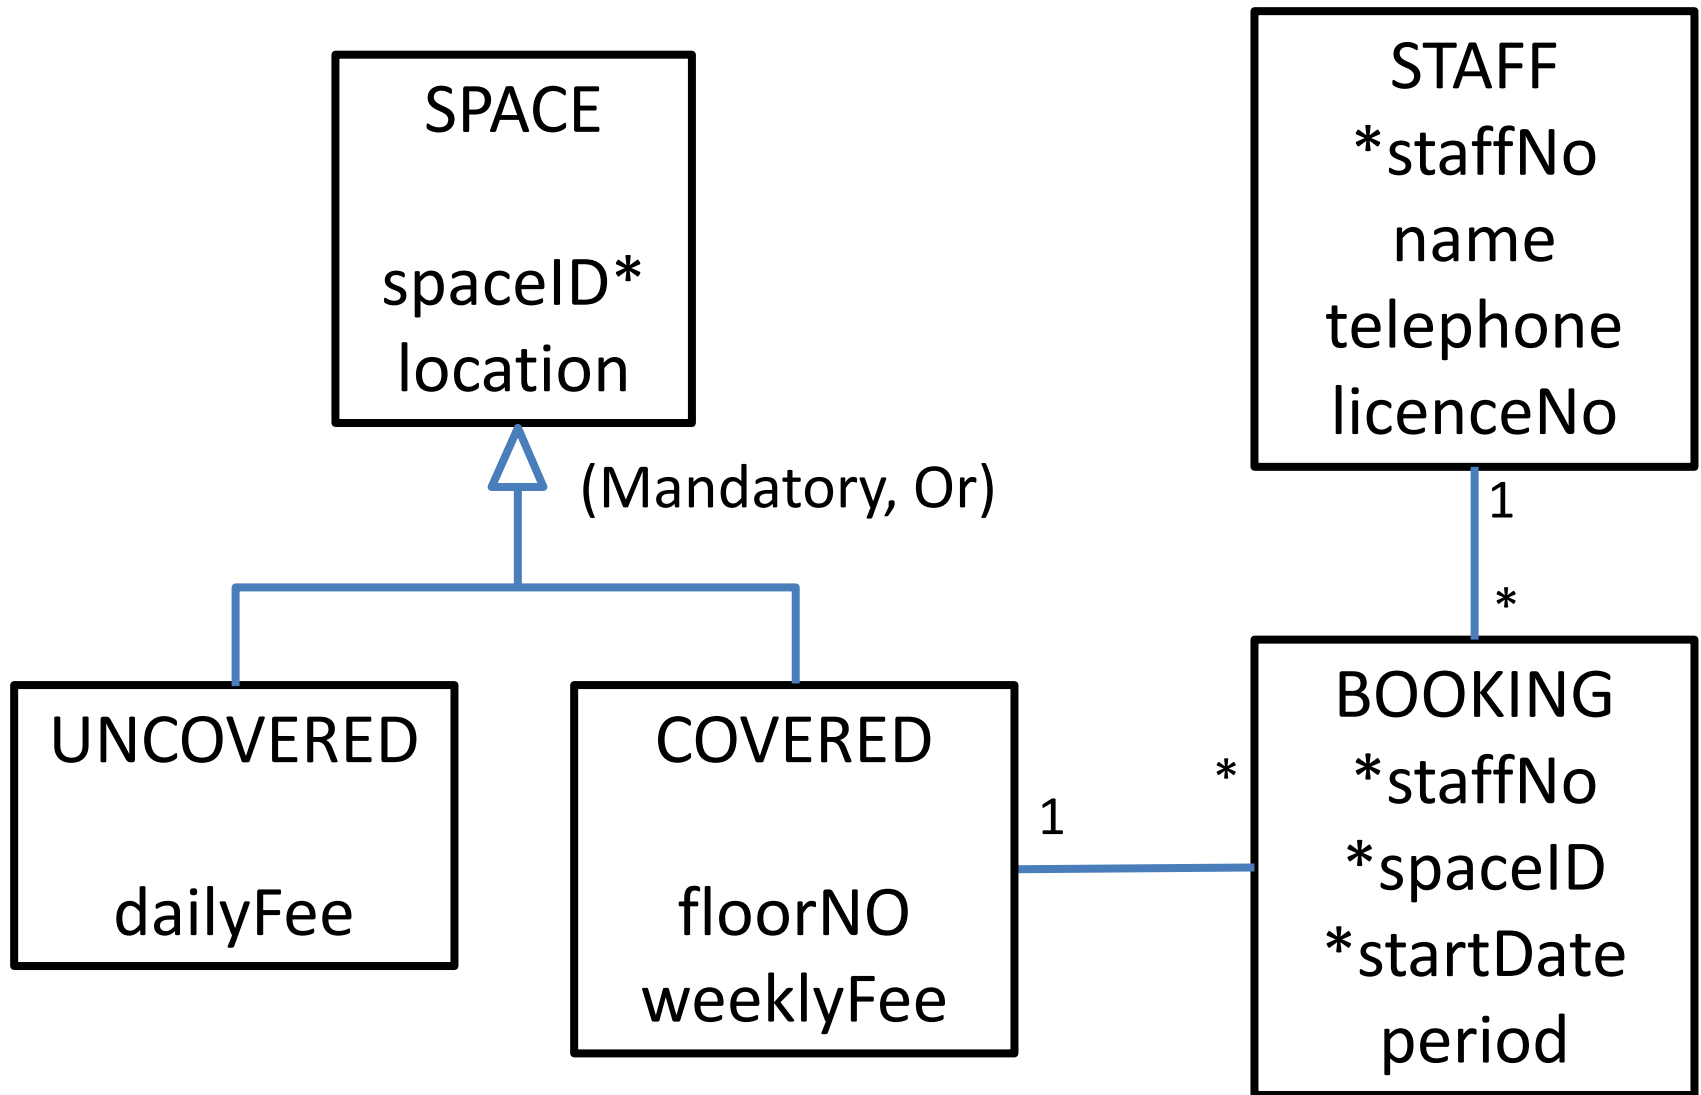 SPACE
spaceID*
location
(Mandatory, Or)
UNCOVERED
dailyFee
COVERED
floorNO
weeklyFee
1
*
STAFF
*staffNo
name
telephone
licenceNo
1
*
BOOKING
*staffNo
*spaceID
*startDate
period